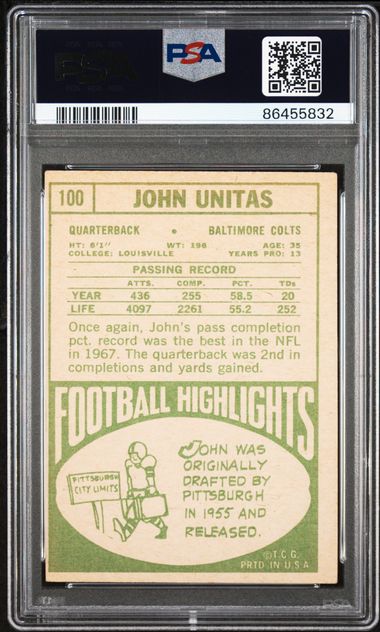 PSA
PSA
86455832
100 JOHN UNITAS
QUARTERBACK • BALTIMORE COLTS
HT: 6'1" WT: 196 AGE: 35
COLLEGE: LOUISVILLE YEARS PRO: 13
PASSING RECORD
ATTS. COMP. PCT. TDs
YEAR 436 255 58.5 20
LIFE 4097 2261 55.2 252
Once again, John's pass completion
pct. record was the best in the NFL
in 1967. The quarterback was 2nd in
completions and yards gained.
FOOTBALL HIGHLIGHTS
PITTSBURGH
CITY LIMITS
JOHN WAS
ORIGINALLY
DRAFTED BY
PITTSBURGH
IN 1955 AND
RELEASED.
©T.C.G.
PRTD IN U.S.A